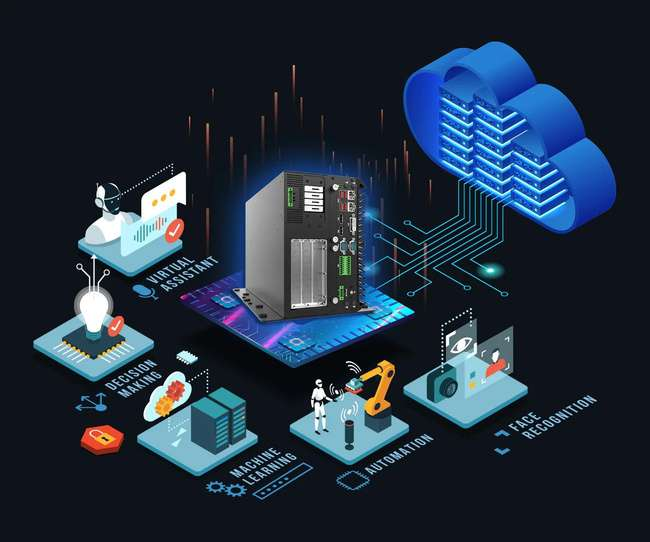 VIRTUAL
ASSISTANT
DECISION
MAKING
MACHINE
LEARNING
AUTOMATION
FACE
RECOGNITION